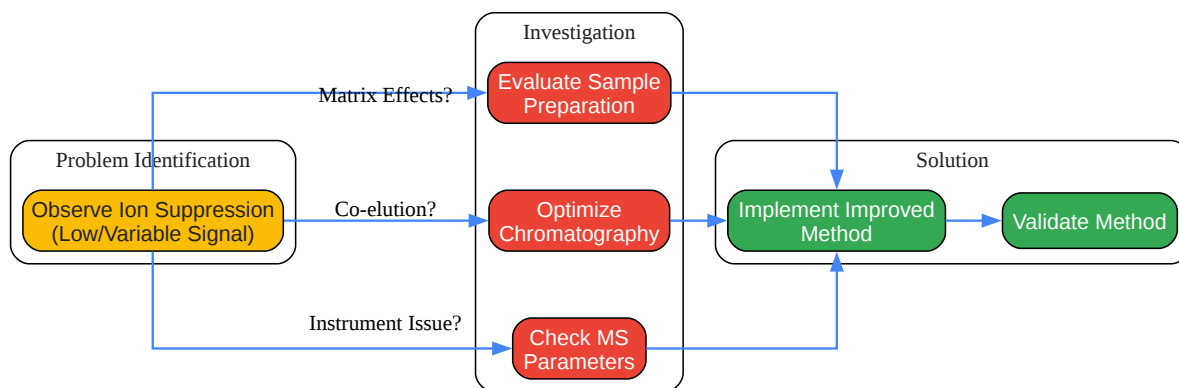 Investigation
Evaluate Sample
Preparation
Matrix Effects?
Problem Identification
Observe Ion Suppression
(Low/Variable Signal)
Co-elution?
Optimize
Chromatography
Solution
Implement Improved
Method
Validate Method
Instrument Issue?
Check MS
Parameters